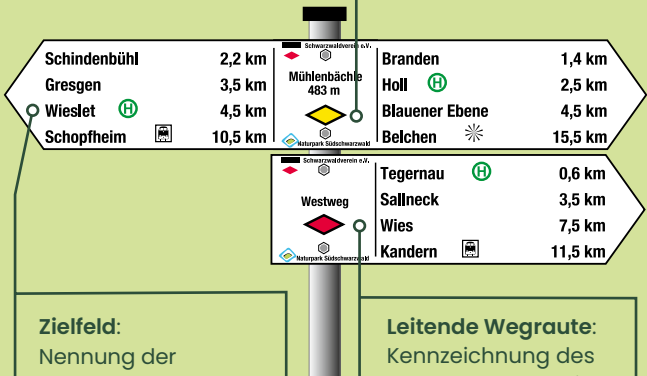 Schwarzwaldverein e.V.
Schindenbühl 2,2 km
Gresgen 3,5 km
Wieslet H 4,5 km
Schopfheim 10,5 km
Mühlenbächle
483 m
Naturpark Südschwarzwald
Branden 1,4 km
Holl H 2,5 km
Blauener Ebene 4,5 km
Belchen 15,5 km
Schwarzwaldverein e.V.
Westweg
Naturpark Südschwarzwald
Tegernau H 0,6 km
Sallneck 3,5 km
Wies 7,5 km
Kandern 11,5 km
Zielfeld:
Nennung der
Leitende Wegraute:
Kennzeichnung des